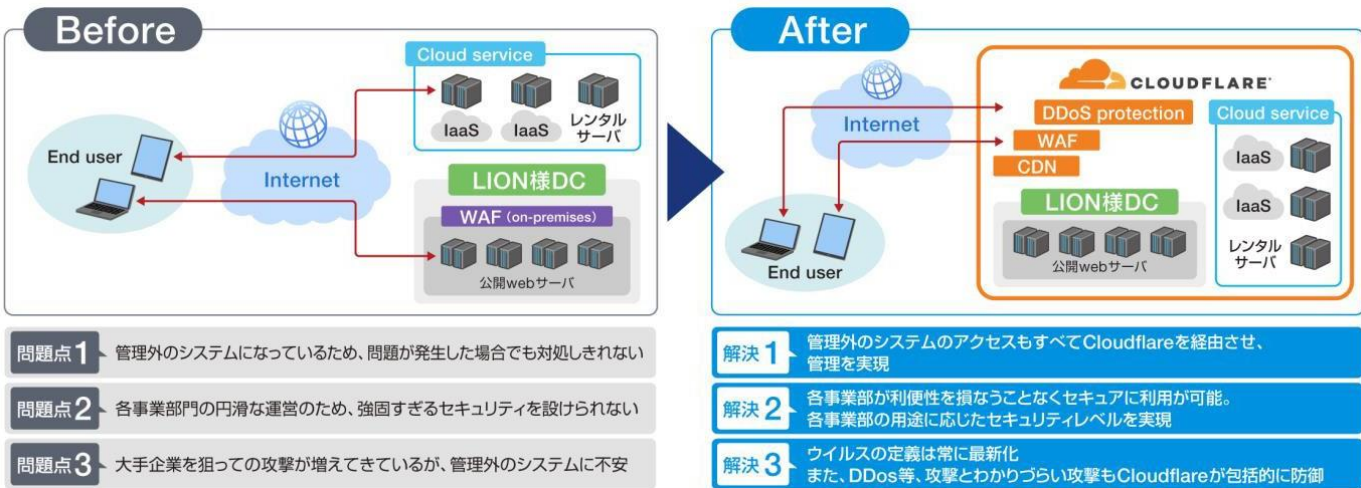 Before
Cloud service
IaaS
IaaS
レンタル
サーバ
End user
Internet
LION様DC
WAF (on-premises)
公開webサーバ
問題点1
管理外のシステムになっているため、問題が発生した場合でも対処しきれない
問題点2
各事業部門の円滑な運営のため、強固すぎるセキュリティを設けられない
問題点3
大手企業を狙っての攻撃が増えてきているが、管理外のシステムに不安
After
Internet
End user
CLOUDFLARE
DDoS protection
WAF
CDN
Cloud service
IaaS
IaaS
レンタル
サーバ
LION様DC
公開webサーバ
解決1
管理外のシステムのアクセスもすべてCloudflareを経由させ、
管理を実現
解決2
各事業部が利便性を損なうことなくセキュアに利用が可能。
各事業部の用途に応じたセキュリティレベルを実現
解決3
ウイルスの定義は常に最新化
また、DDos等、攻撃とわかりづらい攻撃もCloudflareが包括的に防御